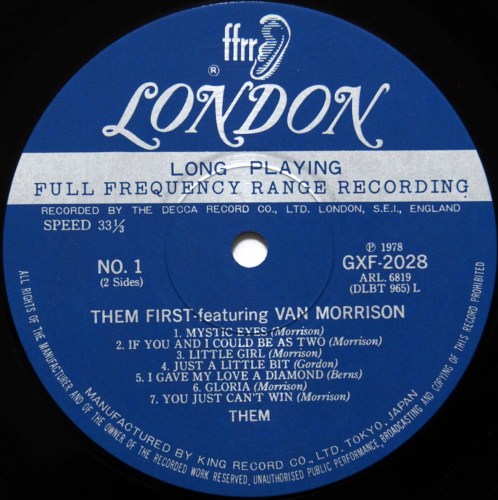 ffrr
®
LONDON
LONG PLAYING
FULL FREQUENCY RANGE RECORDING
RECORDED BY THE DECCA RECORD CO., LTD. LONDON, S.E.I., ENGLAND
SPEED 33⅓
℗ 1978
NO. 1
GXF-2028
(2 Sides)
ARL. 6819
(DLBT 965) L
THEM FIRST-featuring VAN MORRISON
1. MYSTIC EYES (Morrison)
2. IF YOU AND I COULD BE AS TWO (Morrison)
3. LITTLE GIRL (Morrison)
4. JUST A LITTLE BIT (Gordon)
5. I GAVE MY LOVE A DIAMOND (Berns)
6. GLORIA (Morrison)
7. YOU JUST CAN'T WIN (Morrison)
THEM
MANUFACTURED BY KING RECORD CO., LTD. TOKYO, JAPAN
ALL RIGHTS OF THE MANUFACTURER AND OF THE OWNER OF THE RECORDED WORK RESERVED. UNAUTHORISED PUBLIC PERFORMANCE, BROADCASTING AND COPYING OF THIS RECORD PROHIBITED